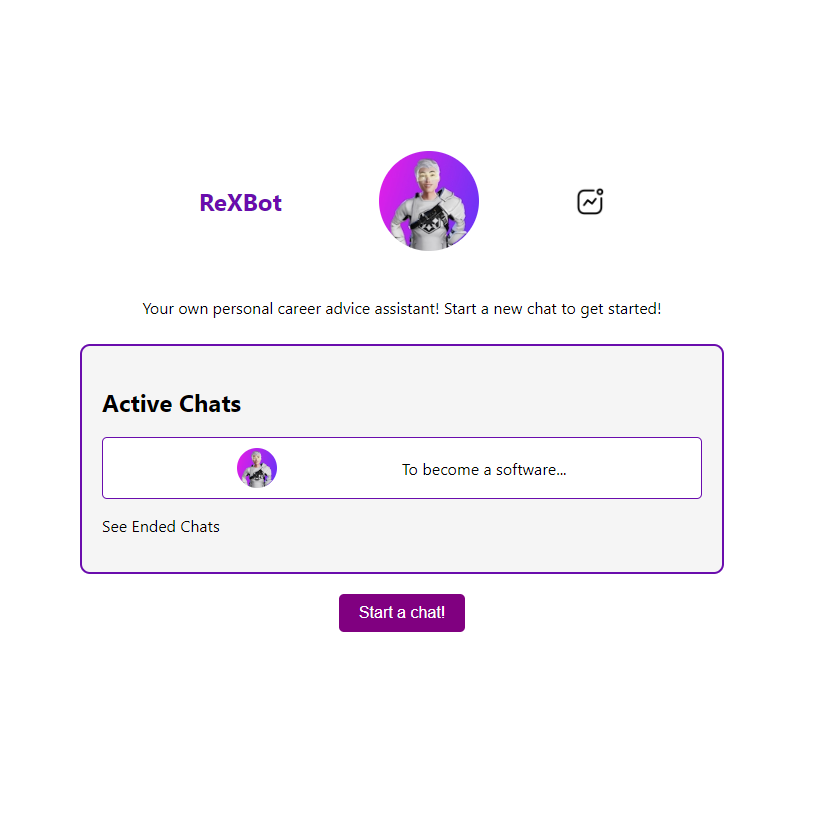 ReXBot
Your own personal career advice assistant! Start a new chat to get started!
Active Chats
To become a software...
See Ended Chats
Start a chat!